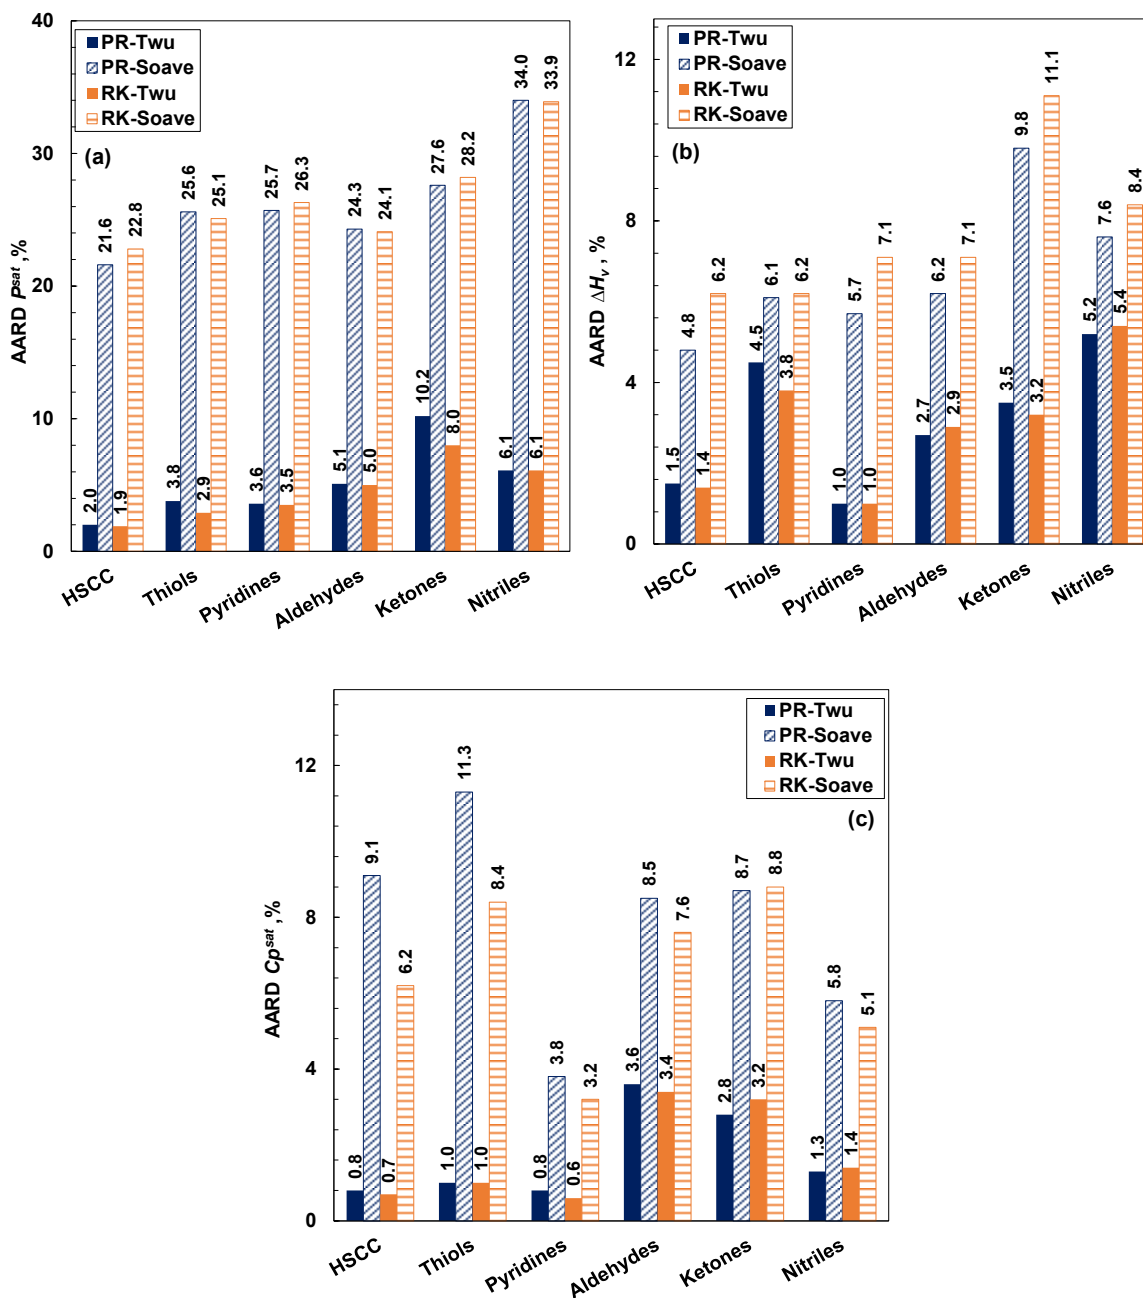 PR-Twu
PR-Soave
RK-Twu
RK-Soave
(a)
AARD Psat ,%
40
30
20
10
0
2.0
21.6
1.9
22.8
3.8
25.6
2.9
25.1
3.6
25.7
3.5
26.3
5.1
24.3
5.0
24.1
10.2
27.6
8.0
28.2
6.1
34.0
6.1
33.9
HSCC
Thiols
Pyridines
Aldehydes
Ketones
Nitriles
PR-Twu
PR-Soave
RK-Twu
RK-Soave
(b)
AARD ΔHv , %
12
8
4
0
1.5
4.8
1.4
6.2
4.5
6.1
3.8
6.2
1.0
5.7
1.0
7.1
2.7
6.2
2.9
7.1
3.5
9.8
3.2
11.1
5.2
7.6
5.4
8.4
HSCC
Thiols
Pyridines
Aldehydes
Ketones
Nitriles
PR-Twu
PR-Soave
RK-Twu
RK-Soave
(c)
AARD Cpsat ,%
12
8
4
0
0.8
9.1
0.7
6.2
1.0
11.3
1.0
8.4
0.8
3.8
0.6
3.2
3.6
8.5
3.4
7.6
2.8
8.7
3.2
8.8
1.3
5.8
1.4
5.1
HSCC
Thiols
Pyridines
Aldehydes
Ketones
Nitriles